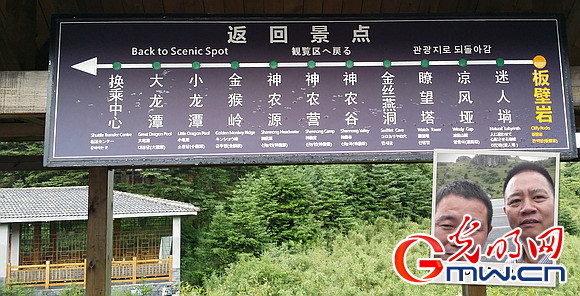 返回景点
Back to Scenic Spot 観覧区へ戻る 관광지로 되돌아감
换乘中心 大龙潭 小龙潭 金猴岭 神农源 神农营 神农谷 金丝燕洞 瞭望塔 凉风垭 迷人埫 板壁岩
Shuttle Transfer Centre Great Dragon Pool Little Dragon Pool Golden Monkey Ridge Shennong Headwater Shennong Camp Shennong Valley Swiftlet Cave Watch Tower Windy Gap Natural Labyrinth Cliffy Rocks
光明网
Gmw.cn